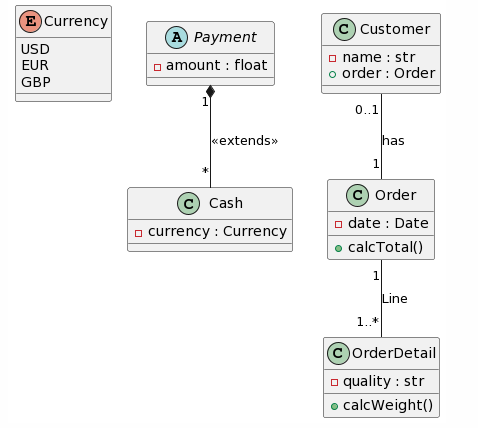 E Currency
USD
EUR
GBP
A Payment
amount : float
1
«extends»
*
C Cash
currency : Currency
C Customer
name : str
order : Order
0..1
has
1
C Order
date : Date
calcTotal()
1
Line
1..*
C OrderDetail
quality : str
calcWeight()